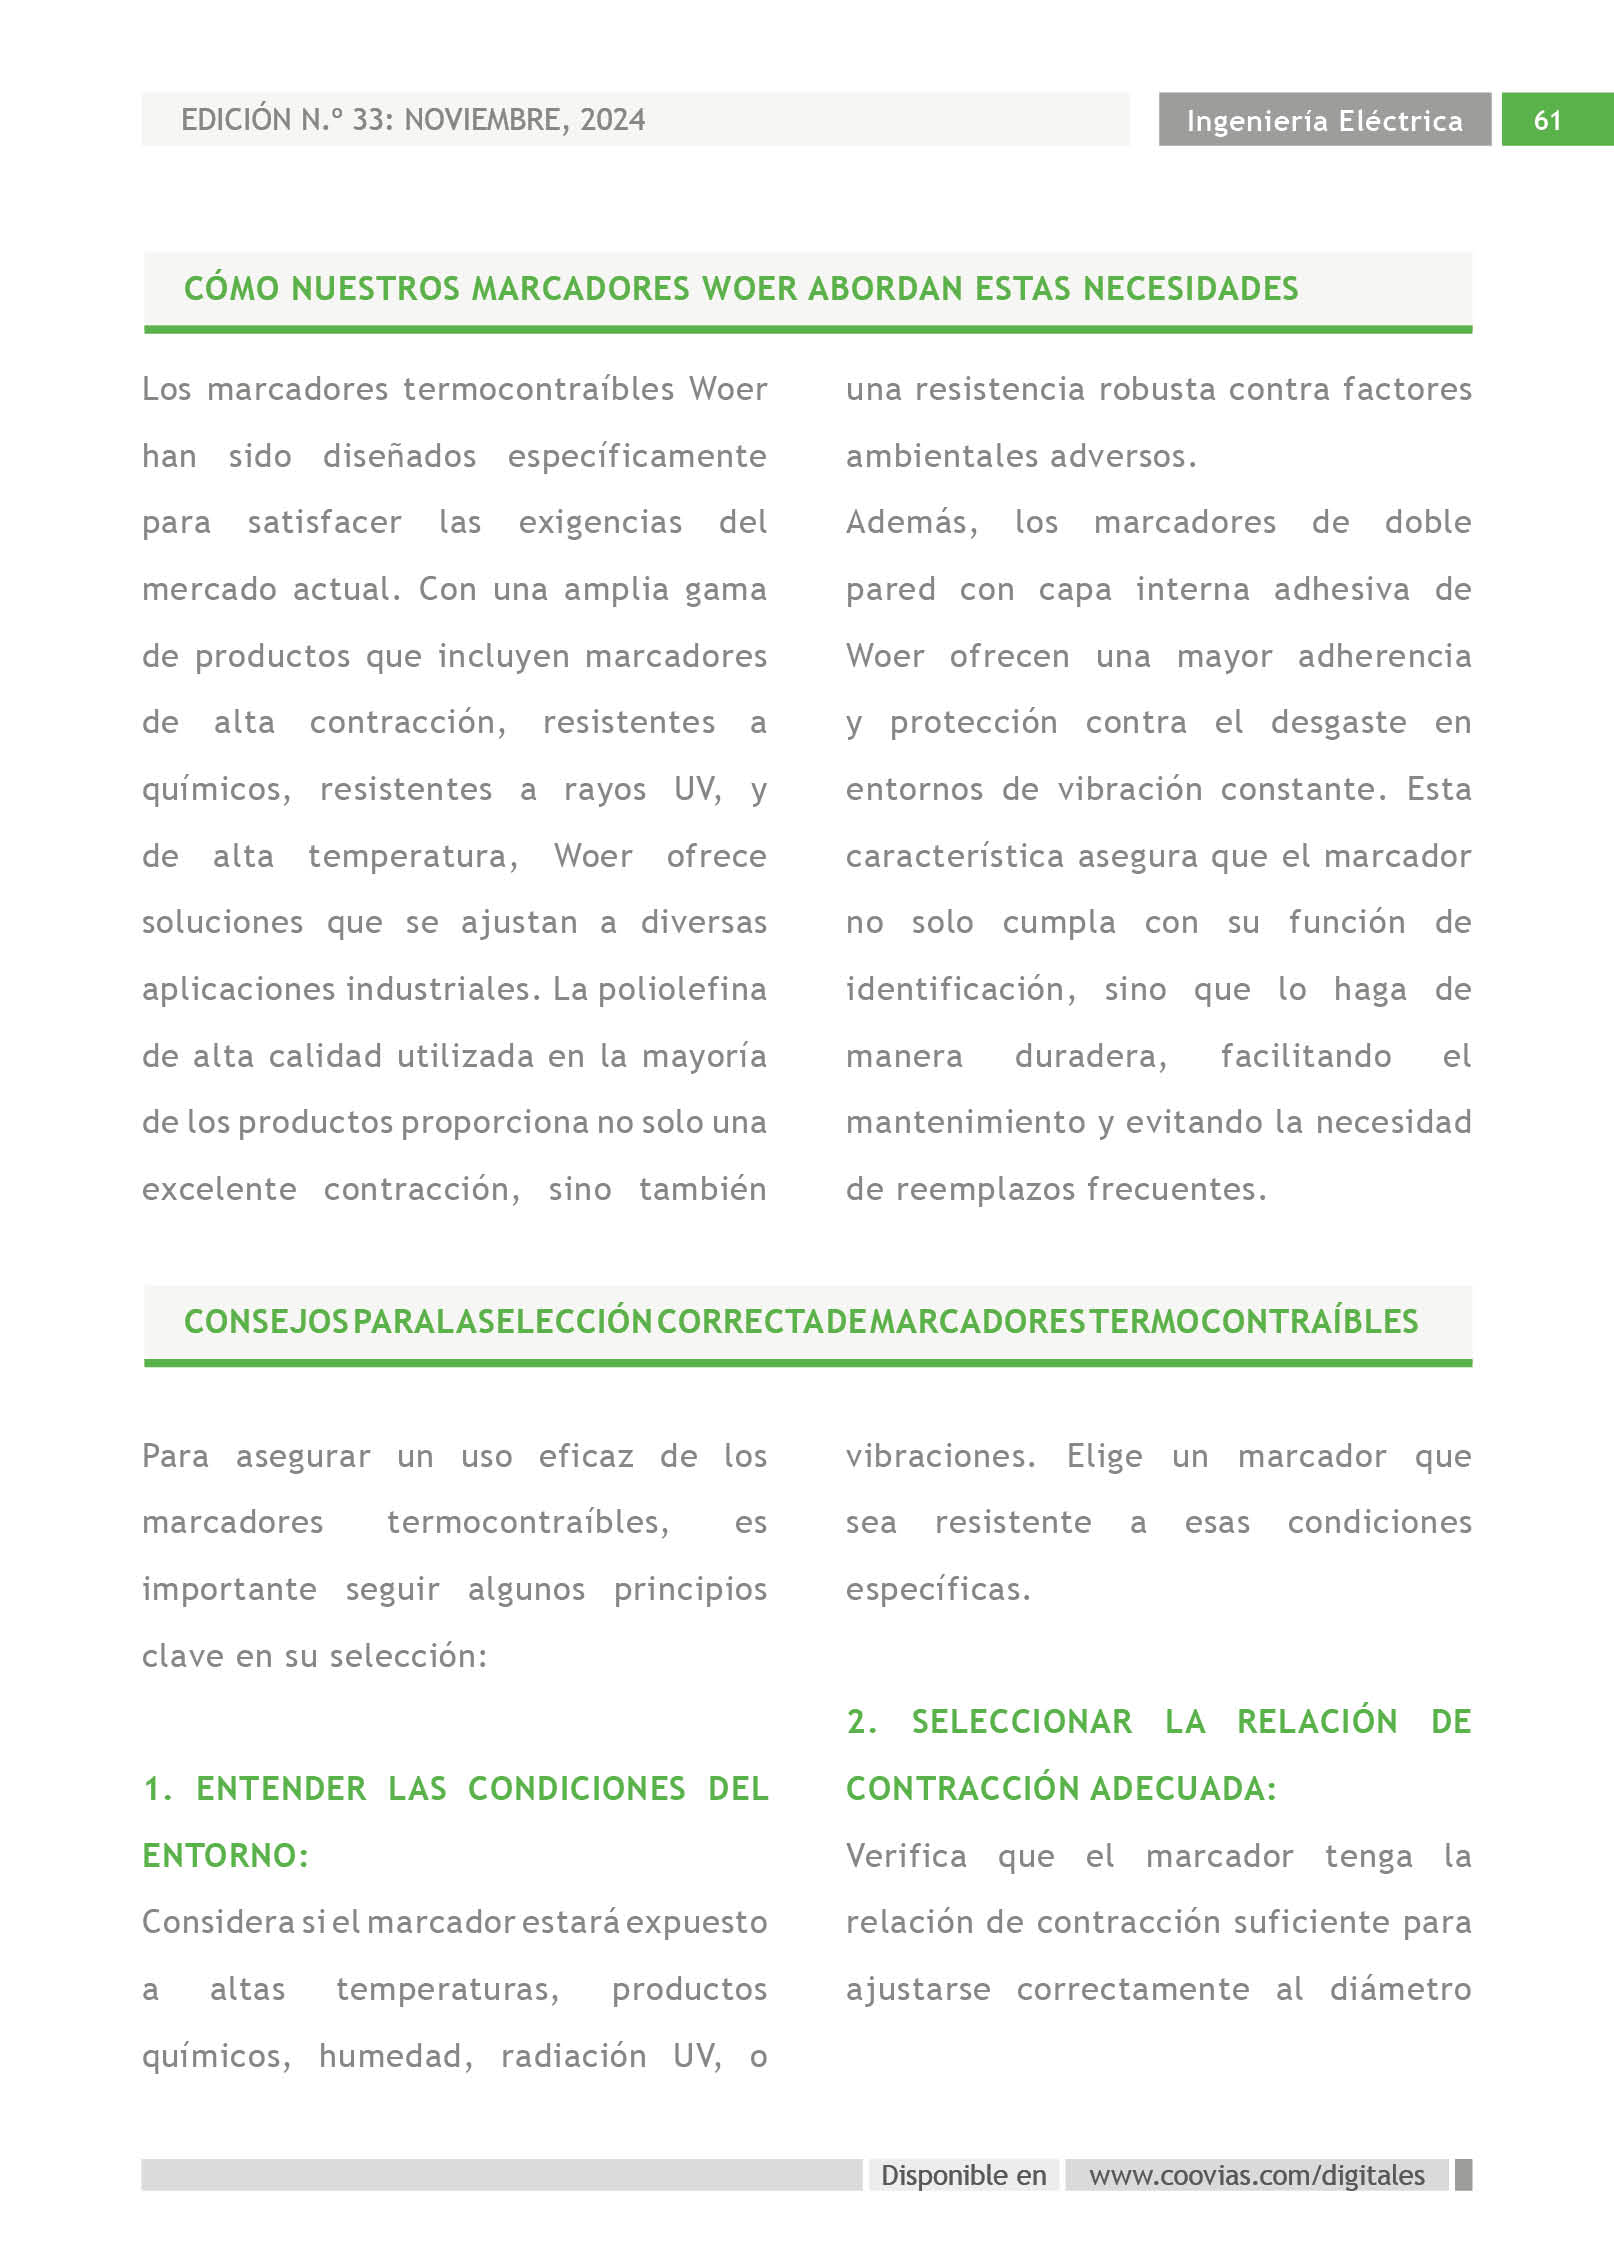 EDICIÓN N.º 33: NOVIEMBRE, 2024
Ingeniería Eléctrica
61
CÓMO NUESTROS MARCADORES WOER ABORDAN ESTAS NECESIDADES
Los marcadores termocontraíbles Woer
han sido diseñados específicamente
para satisfacer las exigencias del
mercado actual. Con una amplia gama
de productos que incluyen marcadores
de alta contracción, resistentes a
químicos, resistentes a rayos UV, y
de alta temperatura, Woer ofrece
soluciones que se ajustan a diversas
aplicaciones industriales. La poliolefina
de alta calidad utilizada en la mayoría
de los productos proporciona no solo una
excelente contracción, sino también
una resistencia robusta contra factores
ambientales adversos.
Además, los marcadores de doble
pared con capa interna adhesiva de
Woer ofrecen una mayor adherencia
y protección contra el desgaste en
entornos de vibración constante. Esta
característica asegura que el marcador
no solo cumpla con su función de
identificación, sino que lo haga de
manera duradera, facilitando el
mantenimiento y evitando la necesidad
de reemplazos frecuentes.
CONSEJOS PARA LA SELECCIÓN CORRECTA DE MARCADORES TERMOCONTRAÍBLES
Para asegurar un uso eficaz de los
marcadores termocontraíbles, es
importante seguir algunos principios
clave en su selección:
1. ENTENDER LAS CONDICIONES DEL
ENTORNO:
Considera si el marcador estará expuesto
a altas temperaturas, productos
químicos, humedad, radiación UV, o
vibraciones. Elige un marcador que
sea resistente a esas condiciones
específicas.
2. SELECCIONAR LA RELACIÓN DE
CONTRACCIÓN ADECUADA:
Verifica que el marcador tenga la
relación de contracción suficiente para
ajustarse correctamente al diámetro
Disponible en
www.coovias.com/digitales